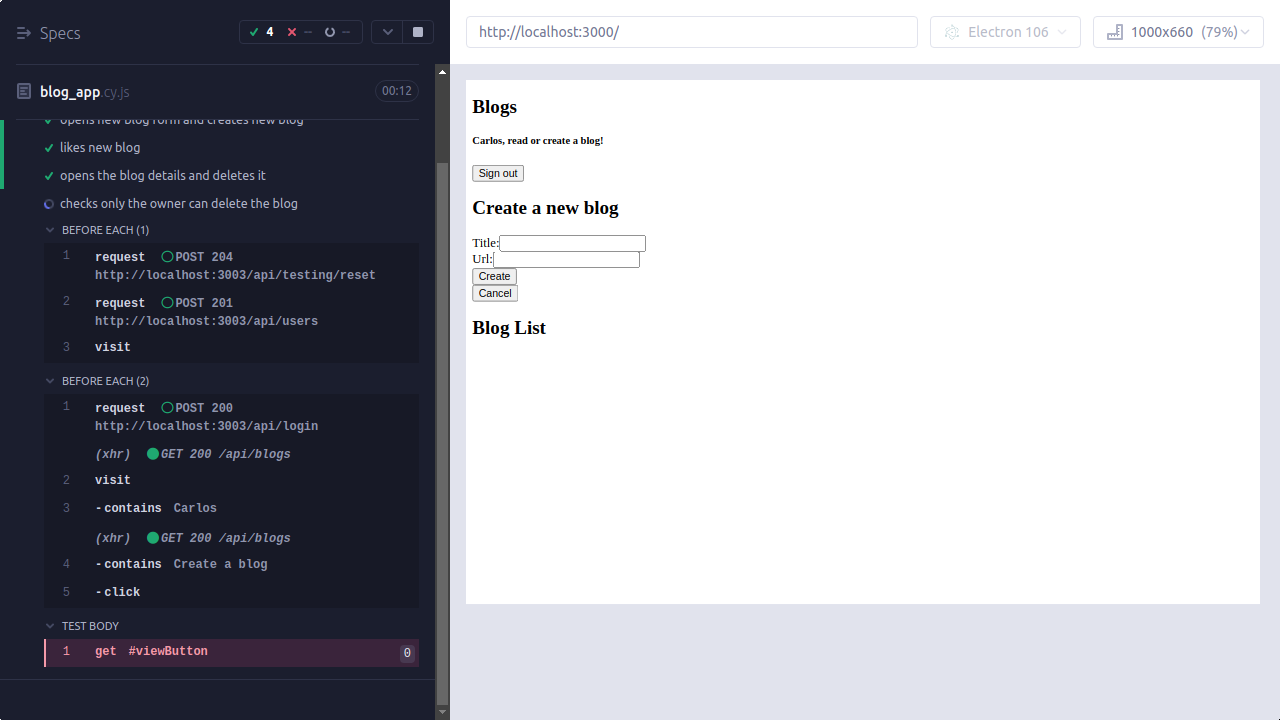 Specs
4 -- --
blog_app.cy.js 00:12
opens new blog form and creates new blog
likes new blog
opens the blog details and deletes it
checks only the owner can delete the blog
BEFORE EACH (1)
1 request POST 204
http://localhost:3003/api/testing/reset
2 request POST 201
http://localhost:3003/api/users
3 visit
BEFORE EACH (2)
1 request POST 200
http://localhost:3003/api/login
(xhr) GET 200 /api/blogs
2 visit
3 -contains Carlos
(xhr) GET 200 /api/blogs
4 -contains Create a blog
5 -click
TEST BODY
1 get #viewButton 0
http://localhost:3000/
Electron 106
1000x660 (79%)
Blogs
Carlos, read or create a blog!
Sign out
Create a new blog
Title:
Url:
Create
Cancel
Blog List